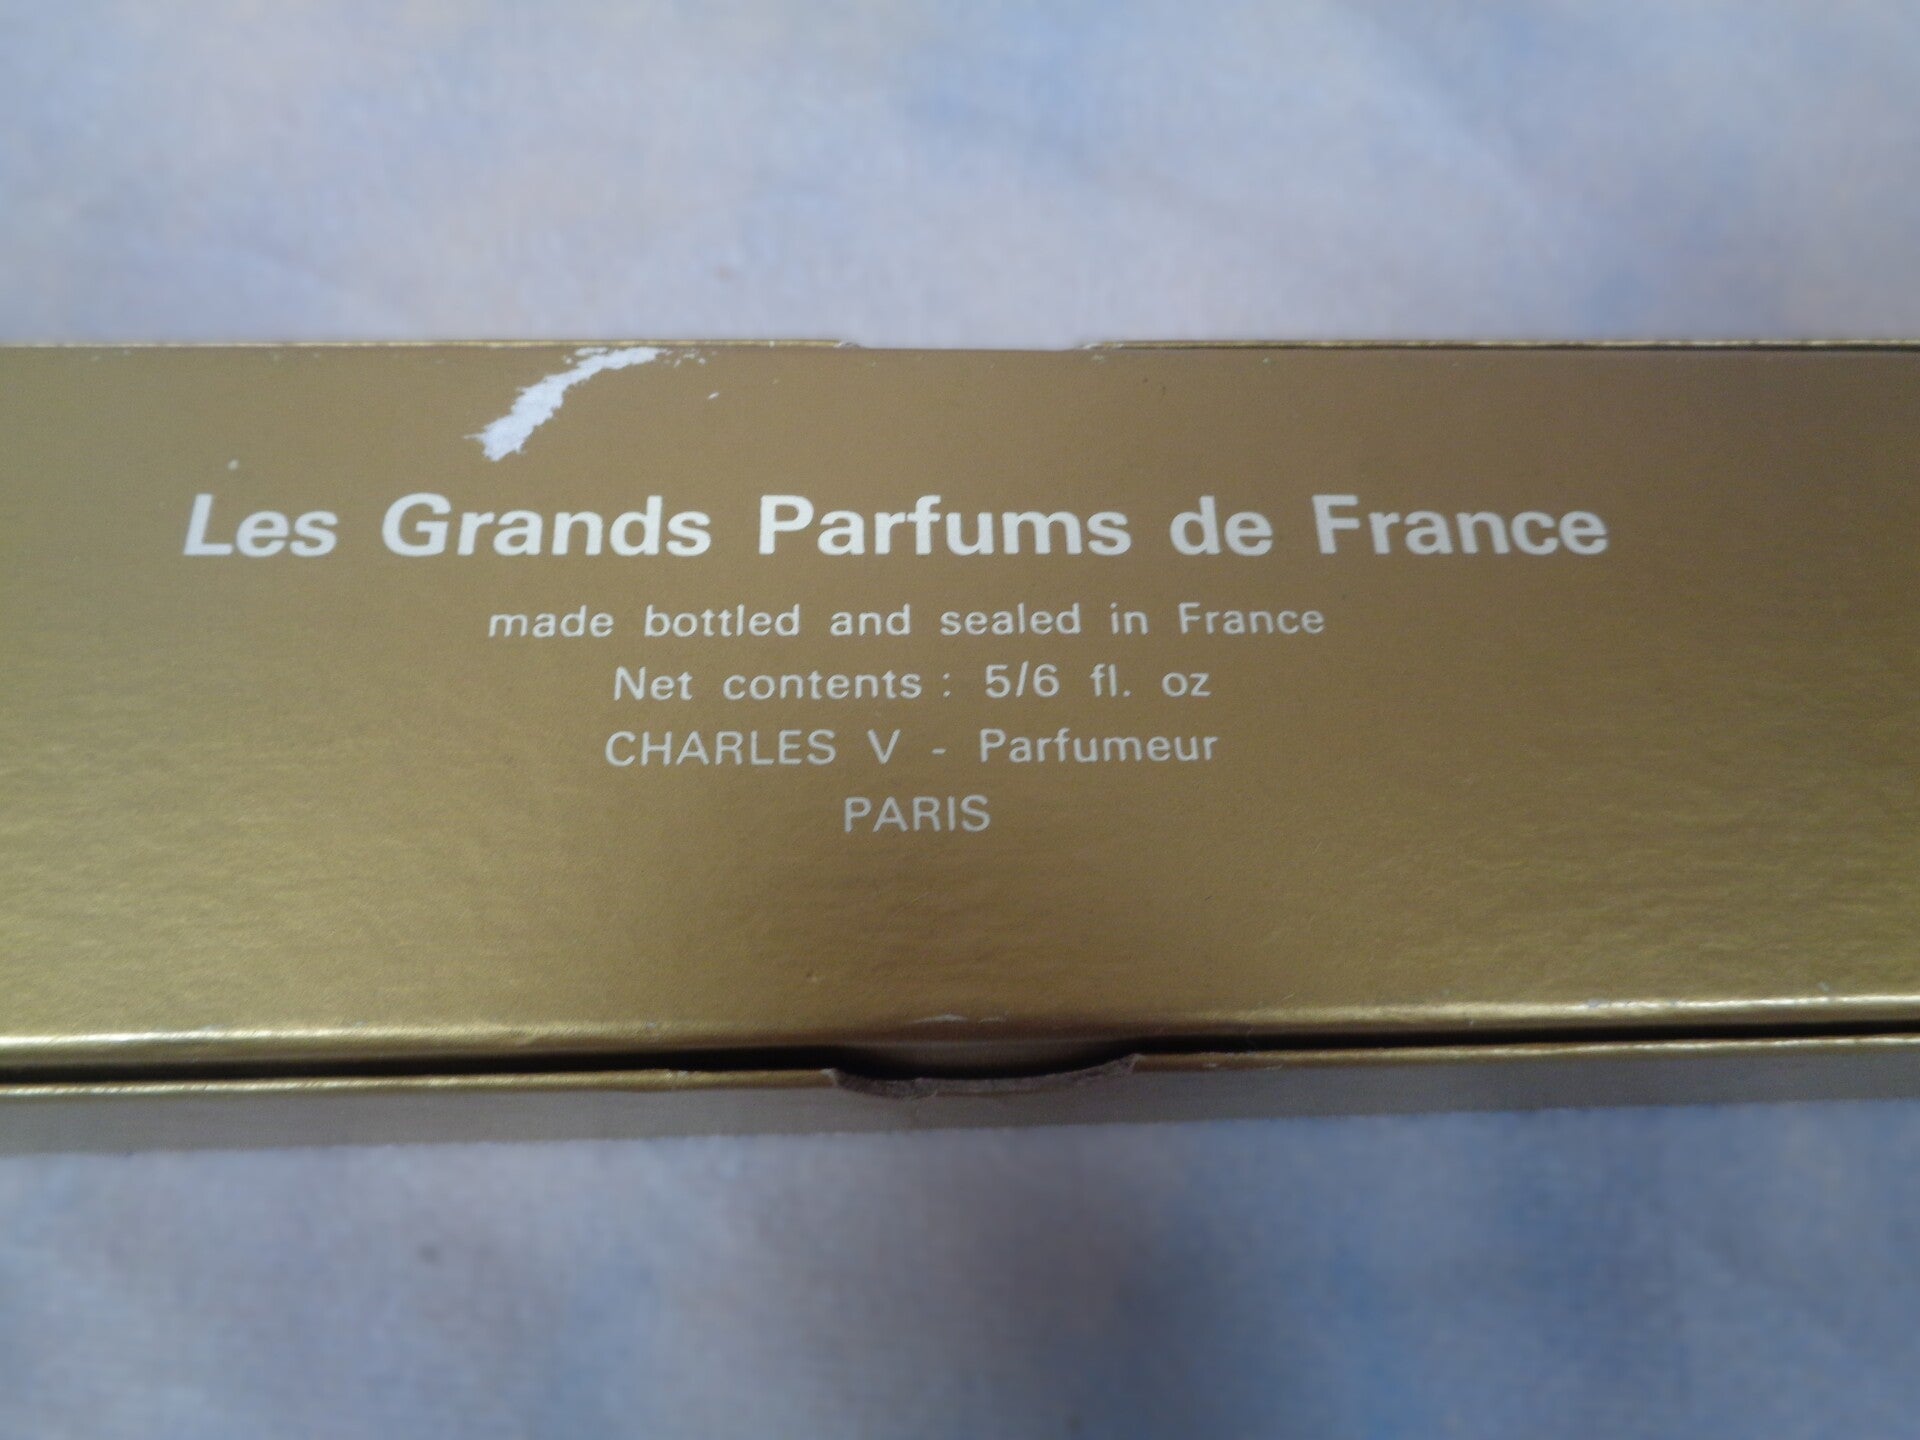 Les Grands Parfums de France
made bottled and sealed in France
Net contents : 5/6 fl. oz
CHARLES V - Parfumeur
PARIS